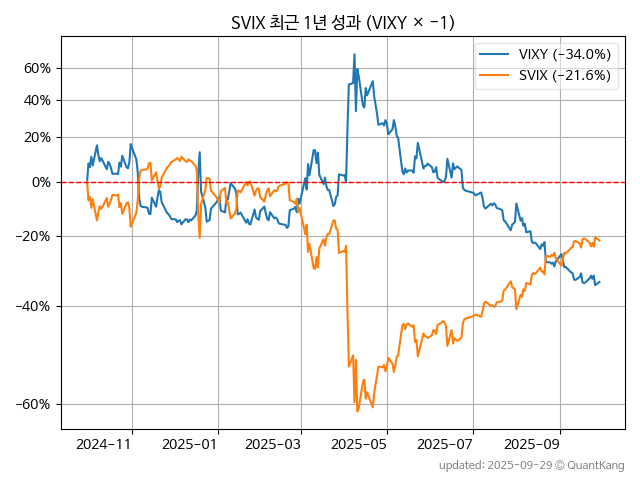 SVIX 최근 1년 성과 (VIXY × −1)
VIXY (−34.0%)
SVIX (−21.6%)
60%
40%
20%
0%
−20%
−40%
−60%
2024-11 2025-01 2025-03 2025-05 2025-07 2025-09
updated: 2025-09-29 © QuantKang